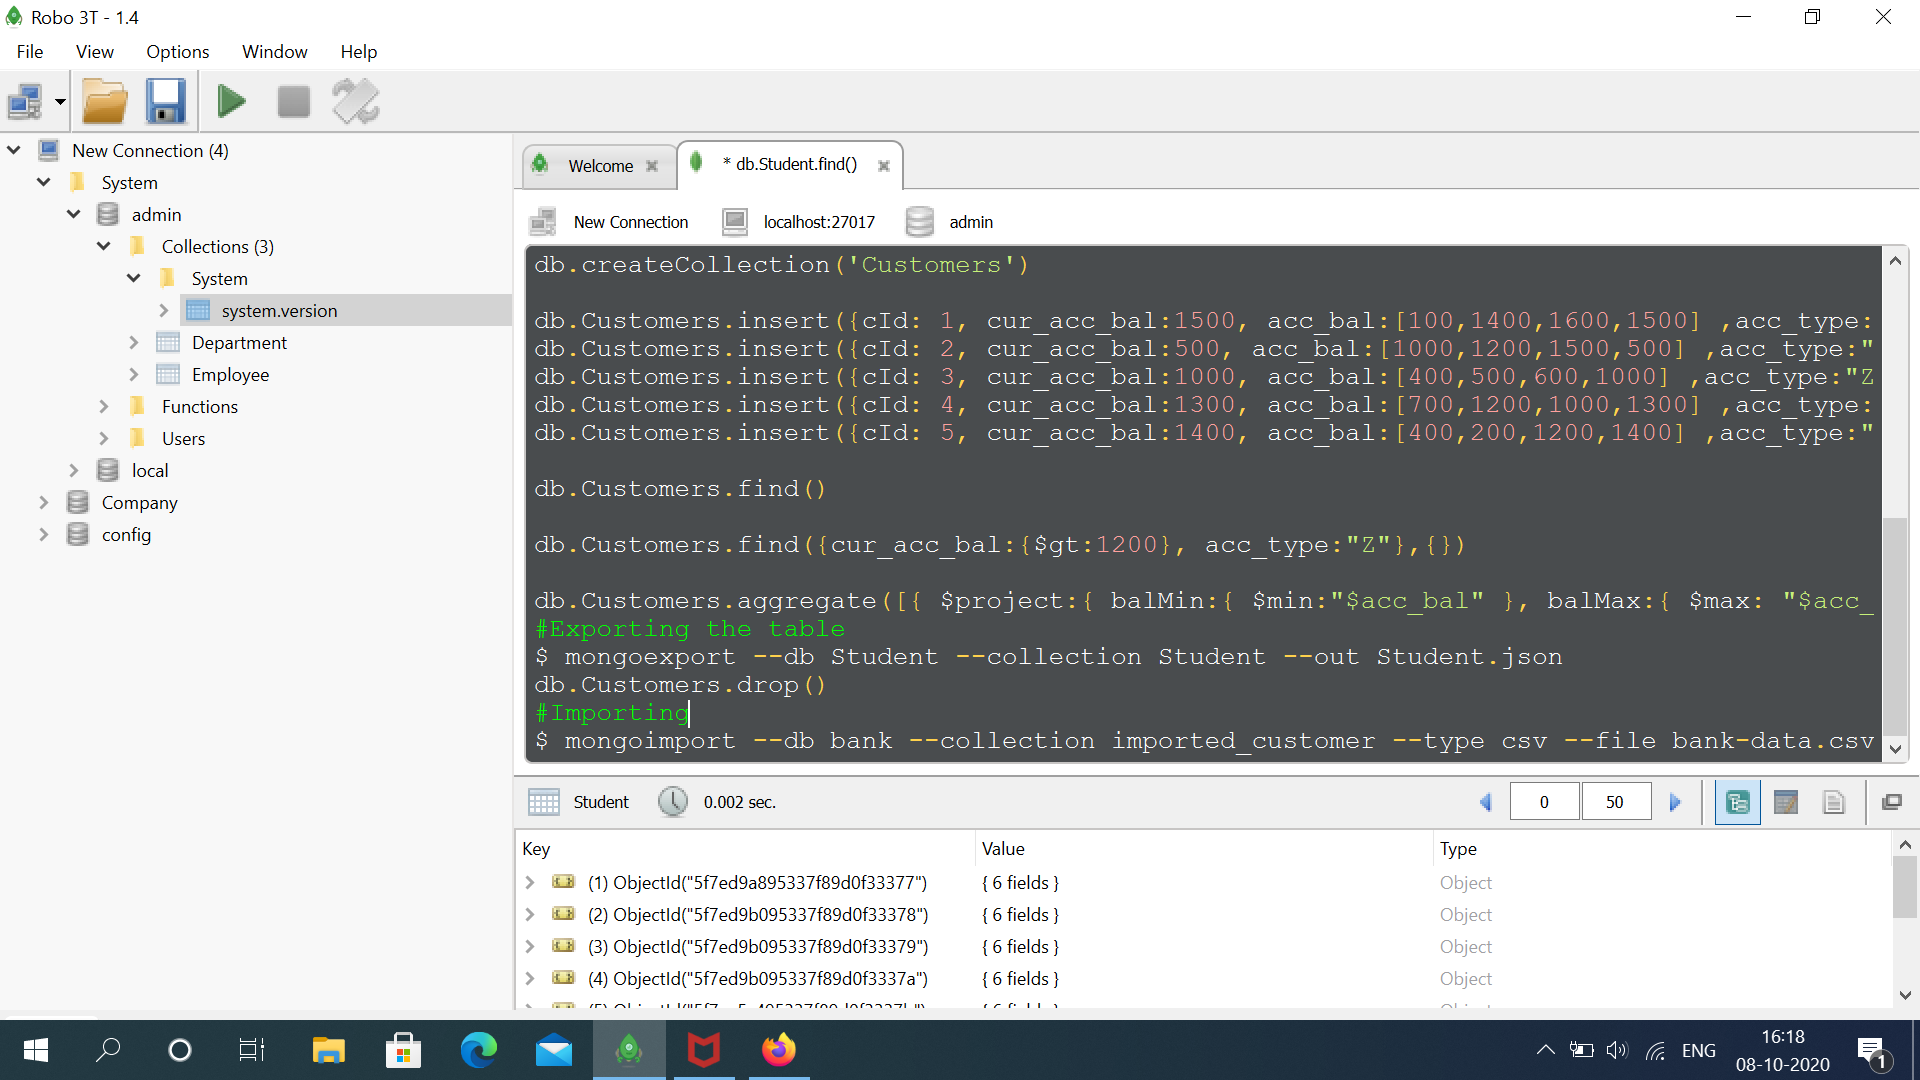 Robo 3T - 1.4
File View Options Window Help
New Connection (4)
System
admin
Collections (3)
System
system.version
Department
Employee
Functions
Users
local
Company
config
Welcome
* db.Student.find()
New Connection localhost:27017 admin
db.createCollection('Customers')
db.Customers.insert({cId: 1, cur_acc_bal:1500, acc_bal:[100,1400,1600,1500] ,acc_type:
db.Customers.insert({cId: 2, cur_acc_bal:500, acc_bal:[1000,1200,1500,500] ,acc_type:"
db.Customers.insert({cId: 3, cur_acc_bal:1000, acc_bal:[400,500,600,1000] ,acc_type:"Z
db.Customers.insert({cId: 4, cur_acc_bal:1300, acc_bal:[700,1200,1000,1300] ,acc_type:
db.Customers.insert({cId: 5, cur_acc_bal:1400, acc_bal:[400,200,1200,1400] ,acc_type:"
db.Customers.find()
db.Customers.find({cur_acc_bal:{$gt:1200}, acc_type:"Z"},{})
db.Customers.aggregate([{ $project:{ balMin:{ $min:"$acc_bal" }, balMax:{ $max: "$acc_
#Exporting the table
$ mongoexport --db Student --collection Student --out Student.json
db.Customers.drop()
#Importing
$ mongoimport --db bank --collection imported_customer --type csv --file bank-data.csv
Student 0.002 sec. 0 50
Key Value Type
(1) ObjectId("5f7ed9a895337f89d0f33377") { 6 fields } Object
(2) ObjectId("5f7ed9b095337f89d0f33378") { 6 fields } Object
(3) ObjectId("5f7ed9b095337f89d0f33379") { 6 fields } Object
(4) ObjectId("5f7ed9b095337f89d0f3337a") { 6 fields } Object
ENG
16:18
08-10-2020
1